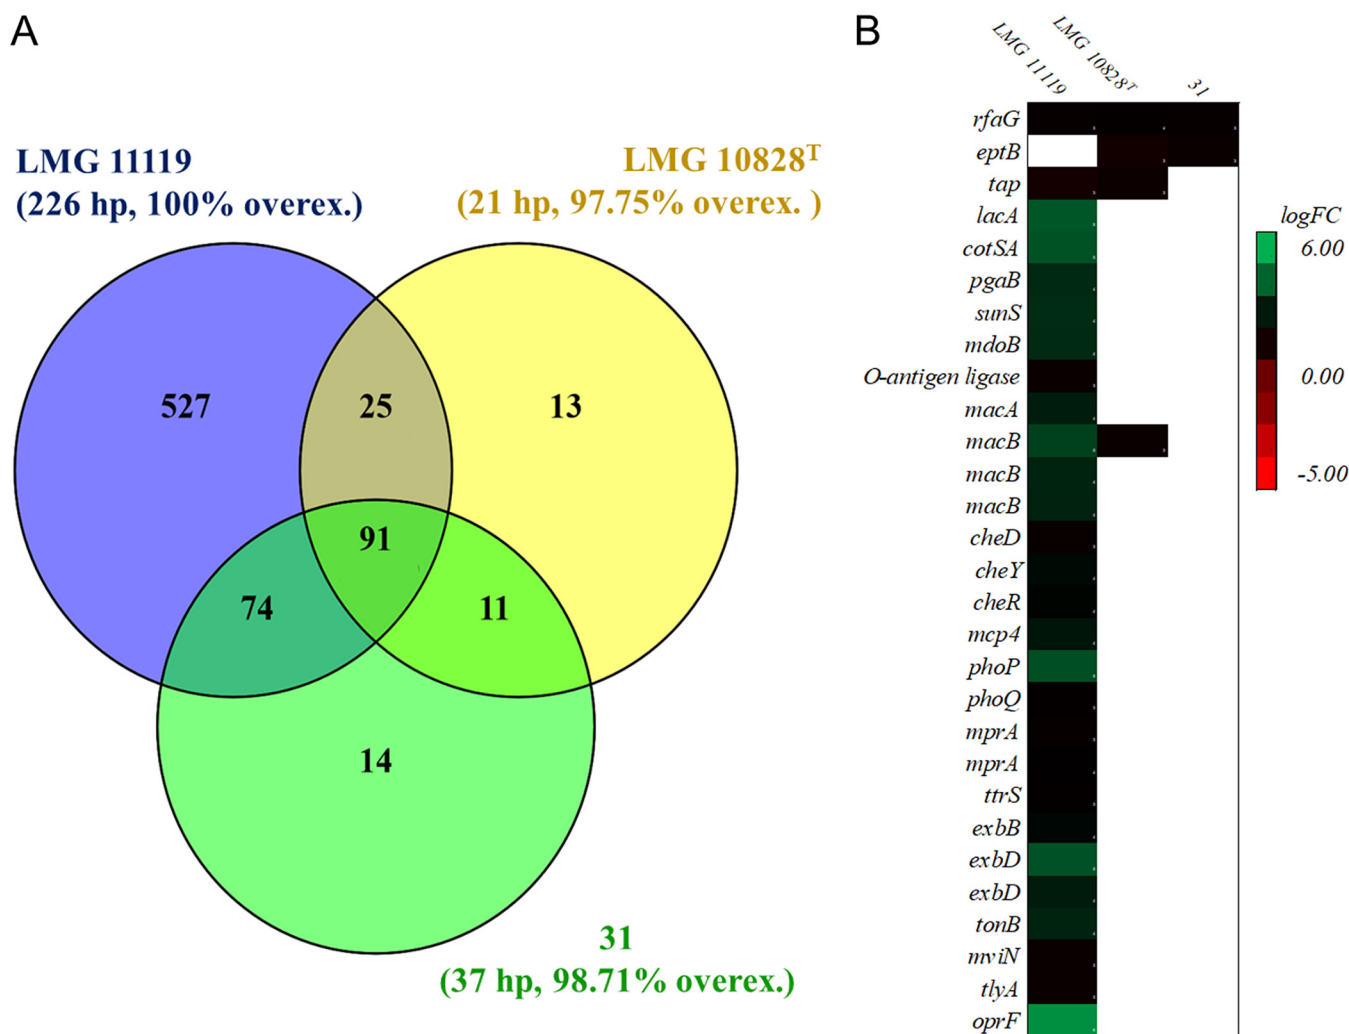 A
LMG 11119
(226 hp, 100% overex.)
LMG 10828T
(21 hp, 97.75% overex. )
527
25
13
91
74
11
14
31
(37 hp, 98.71% overex.)
B
LMG 11119
LMG 10828T
31
rfaG
eptB
tap
lacA
cotSA
pgaB
sunS
mdoB
O-antigen ligase
macA
macB
macB
macB
cheD
cheY
cheR
mcp4
phoP
phoQ
mprA
mprA
ttrS
exbB
exbD
exbD
tonB
mviN
tlyA
oprF
logFC
6.00
0.00
-5.00